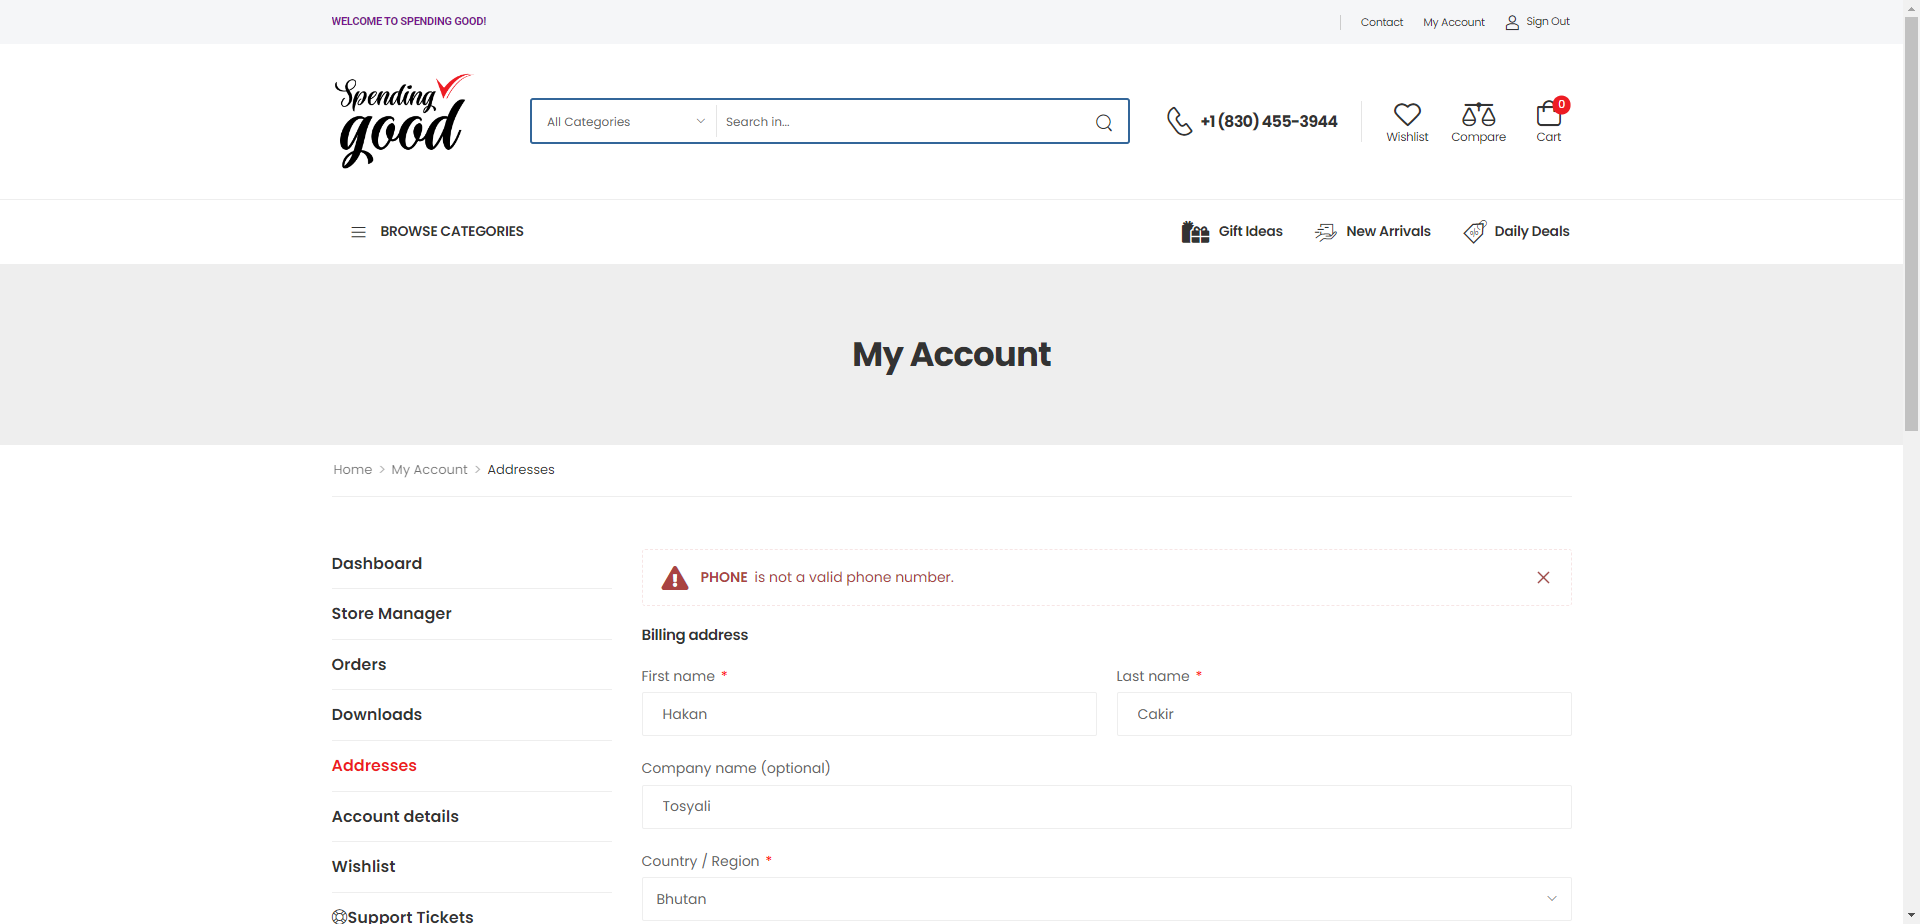 WELCOME TO SPENDING GOOD!
Contact My Account Sign Out
Spending
good
All Categories Search in...
+1 (830) 455-3944
0
Wishlist Compare Cart
BROWSE CATEGORIES
Gift Ideas New Arrivals Daily Deals
My Account
Home > My Account > Addresses
Dashboard
Store Manager
Orders
Downloads
Addresses
Account details
Wishlist
Support Tickets
PHONE is not a valid phone number.
Billing address
First name * Last name *
Hakan Cakir
Company name (optional)
Tosyali
Country / Region *
Bhutan